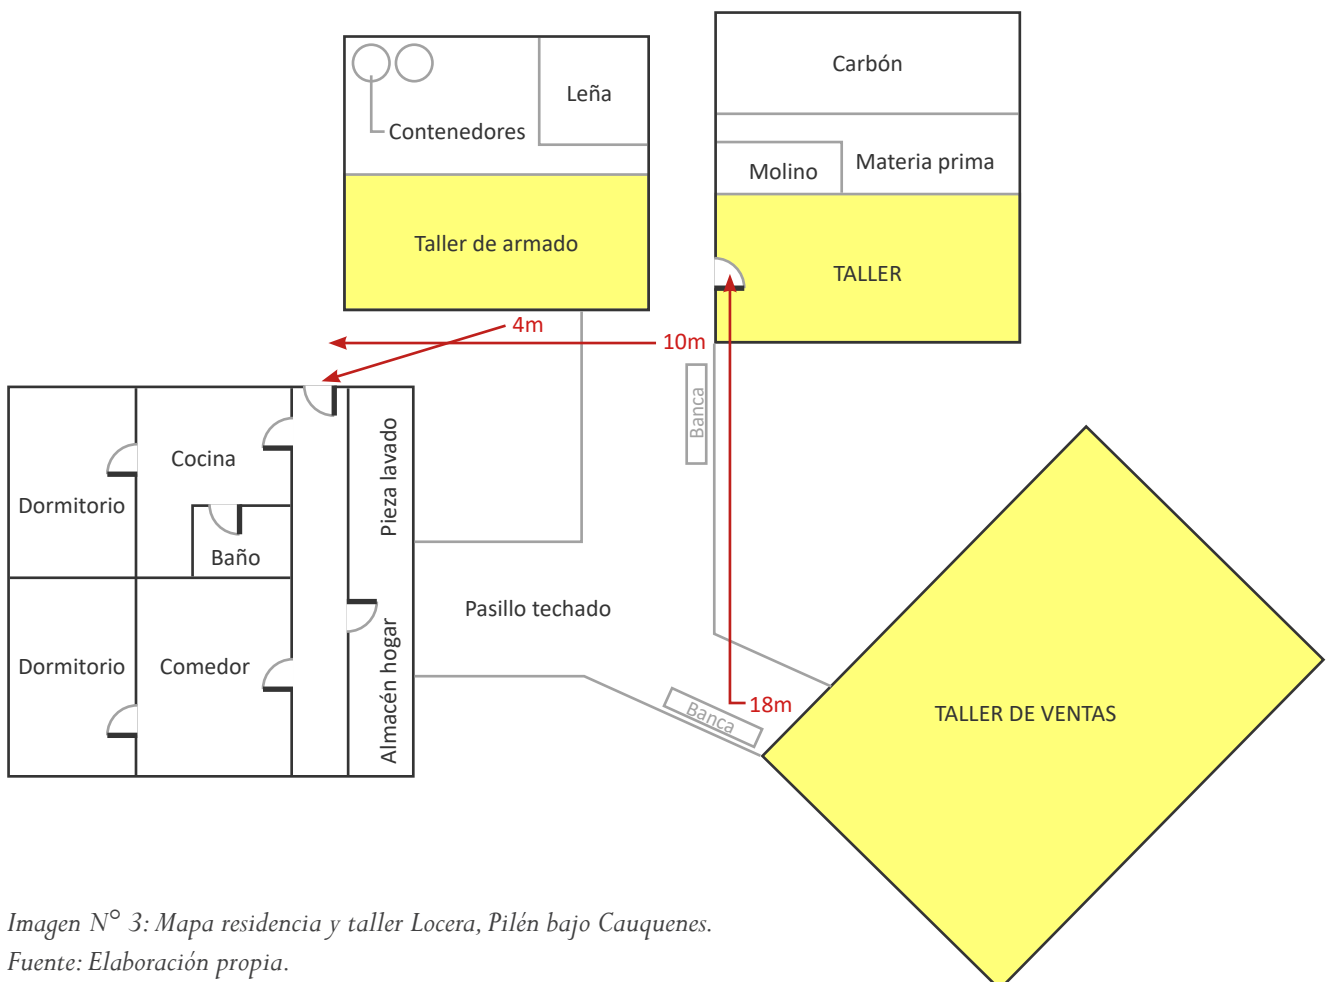 Carbón
Leña
Contenedores
Molino
Materia prima
Taller de armado
TALLER
4m
10m
Banca
Pieza lavado
Cocina
Dormitorio
Baño
Pasillo techado
Dormitorio
Comedor
Almacén hogar
Banca
18m
TALLER DE VENTAS
Imagen N° 3: Mapa residencia y taller Locera, Pilén bajo Cauquenes.
Fuente: Elaboración propia.